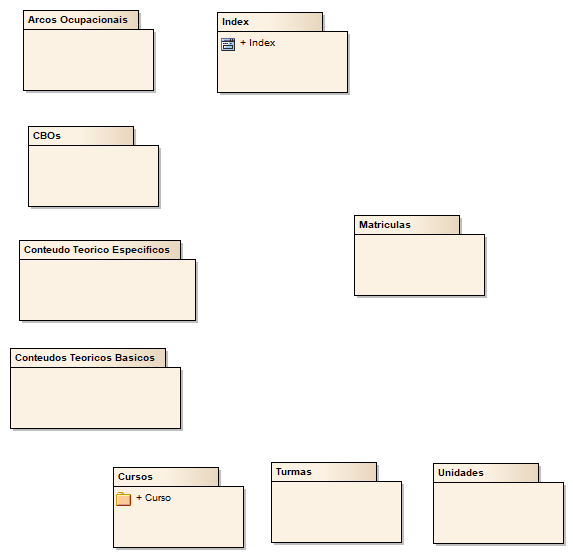 Arcos Ocupacionais
Index
+ Index
CBOs
Matriculas
Conteudo Teorico Especificos
Conteudos Teoricos Basicos
Cursos
+ Curso
Turmas
Unidades